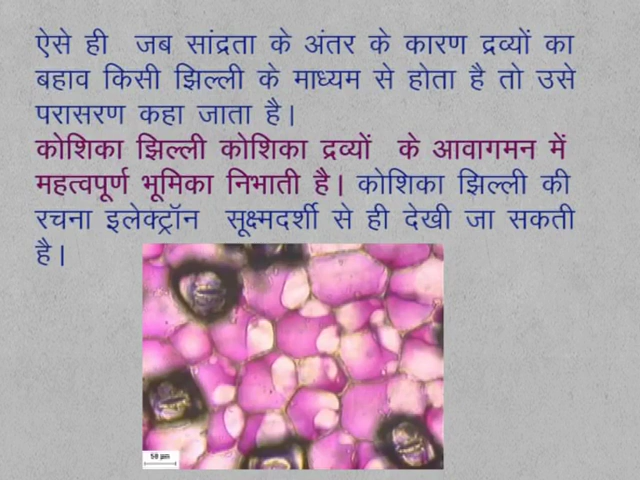 ऐसे ही जब सांद्रता के अंतर के कारण द्रव्यों का
बहाव किसी झिल्ली के माध्यम से होता है तो उसे
परासरण कहा जाता है।
कोशिका झिल्ली कोशिका द्रव्यों के आवागमन में
महत्वपूर्ण भूमिका निभाती है। कोशिका झिल्ली की
रचना इलेक्ट्रॉन सूक्ष्मदर्शी से ही देखी जा सकती
है।
50 µm